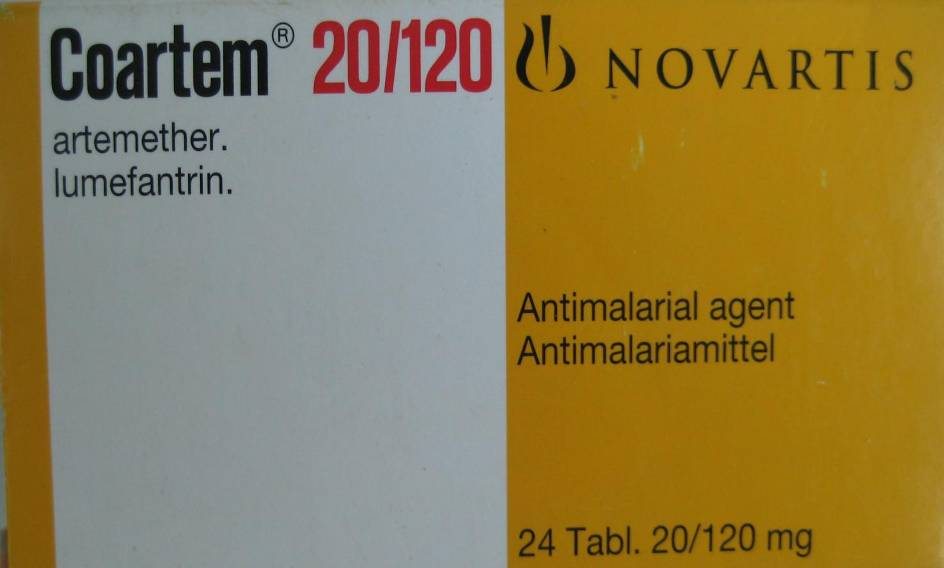 Coartem® 20/120
NOVARTIS
artemether.
lumefantrin.
Antimalarial agent
Antimalariamittel
24 Tabl. 20/120 mg